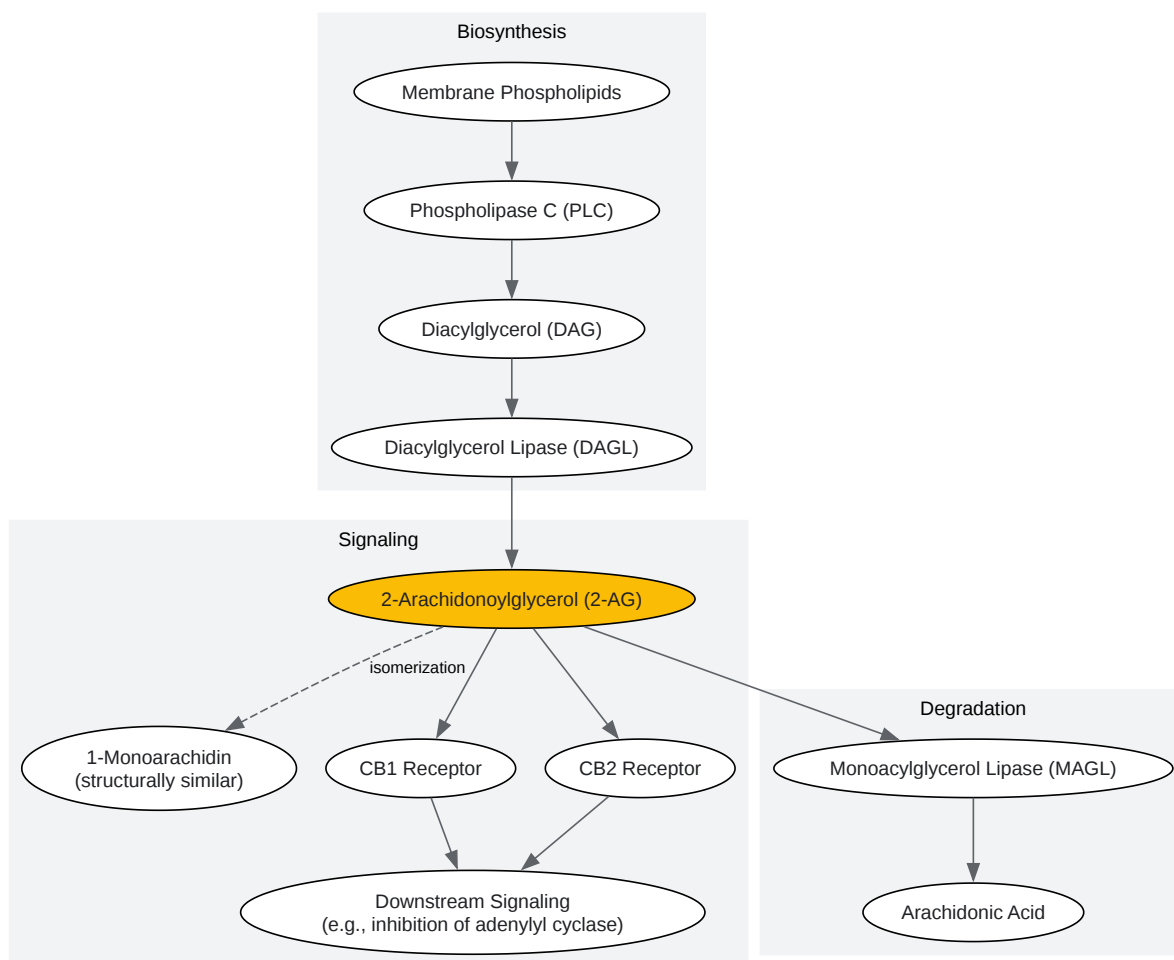 Biosynthesis
Membrane Phospholipids
Phospholipase C (PLC)
Diacylglycerol (DAG)
Diacylglycerol Lipase (DAGL)
Signaling
2-Arachidonoylglycerol (2-AG)
isomerization
Degradation
1-Monoarachidin
(structurally similar)
CB1 Receptor
CB2 Receptor
Monoacylglycerol Lipase (MAGL)
Downstream Signaling
(e.g., inhibition of adenylyl cyclase)
Arachidonic Acid